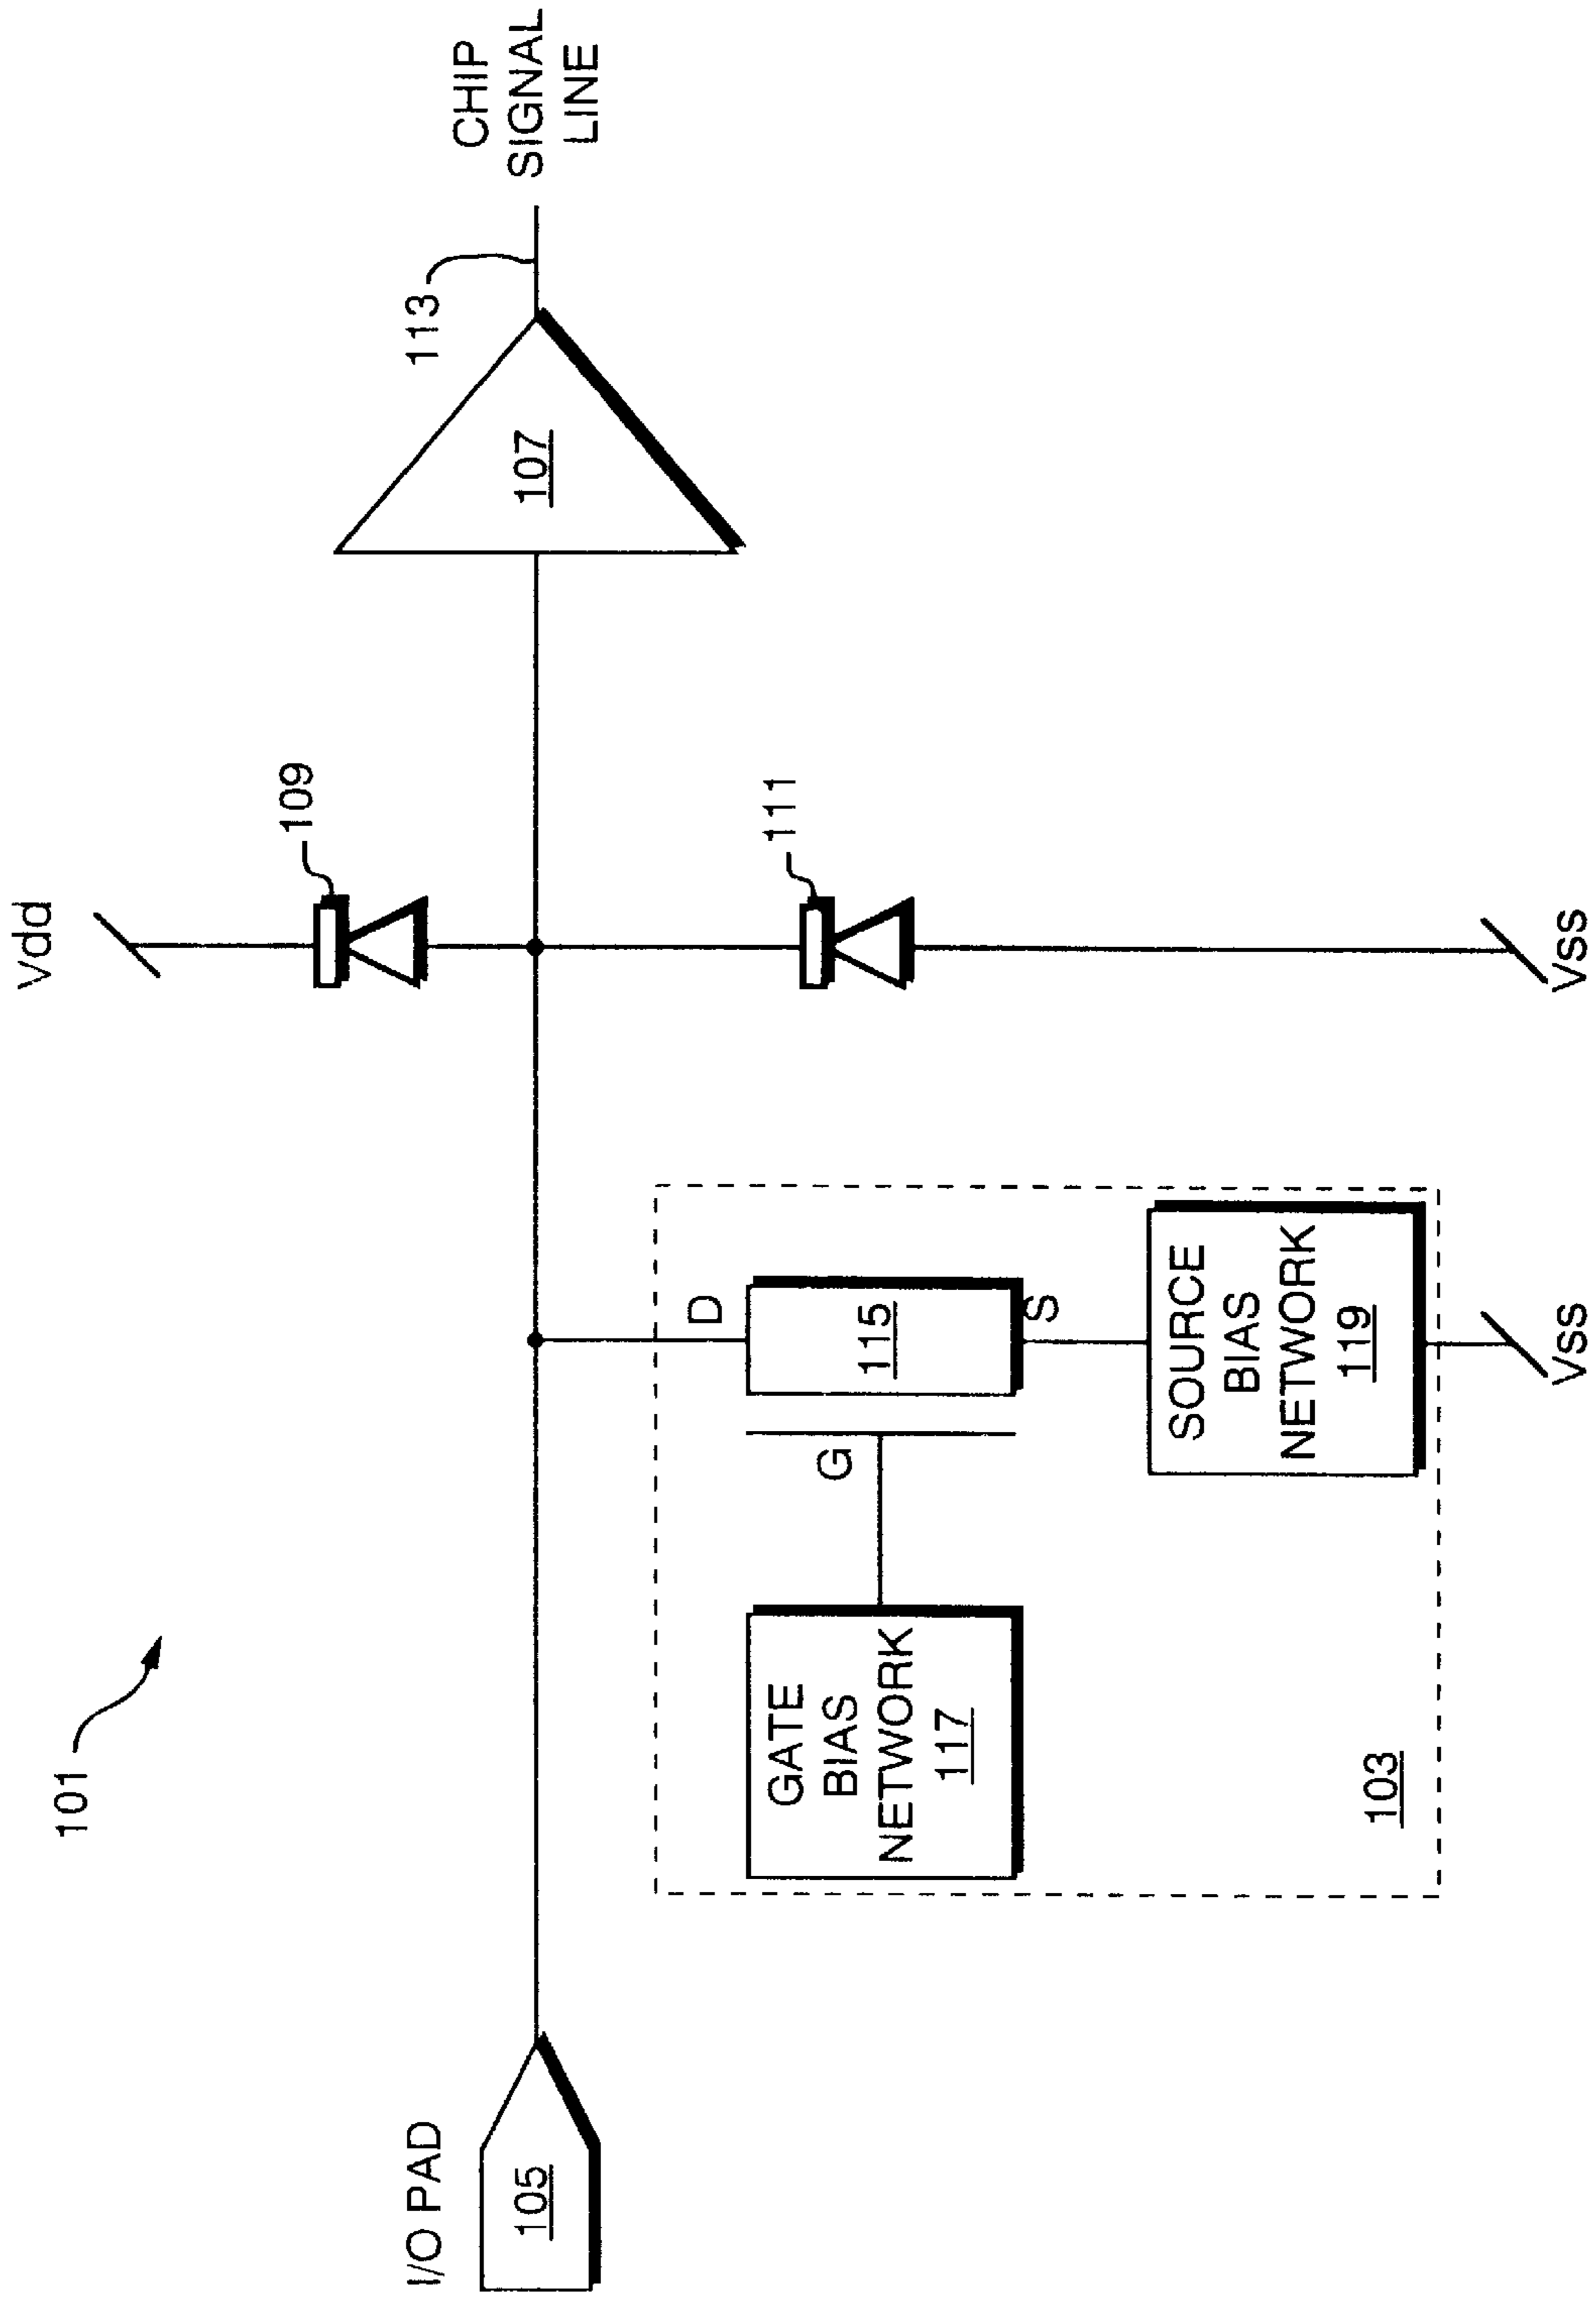 101
Vdd
109
CHIP
SIGNAL
LINE
113
I/O PAD
105
107
111
D
G
S
115
GATE
BIAS
NETWORK
117
SOURCE
BIAS
NETWORK
119
103
Vss
Vss